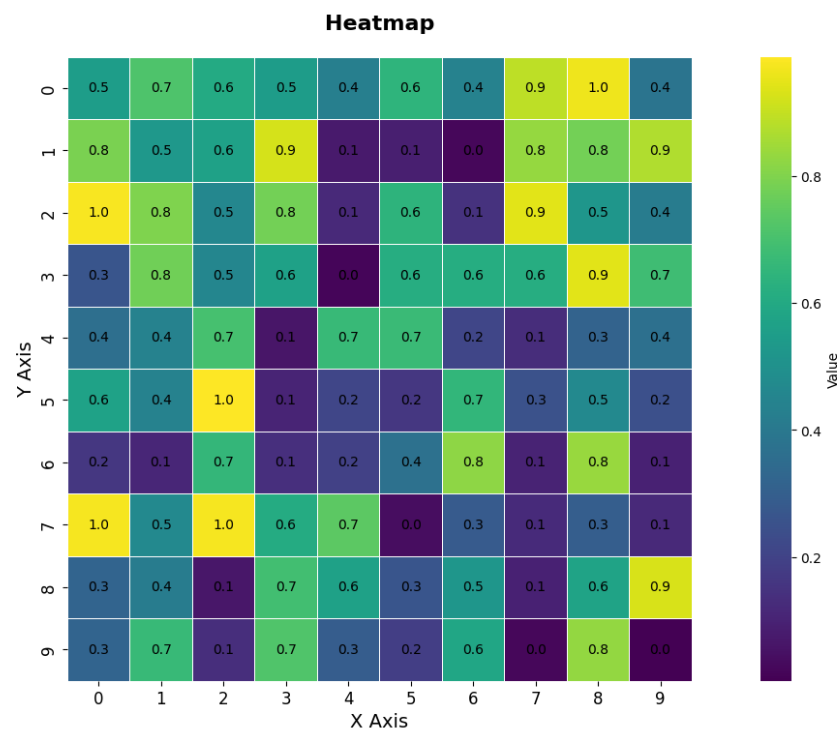 Heatmap
0 0.5 0.7 0.6 0.5 0.4 0.6 0.4 0.9 1.0 0.4
1 0.8 0.5 0.6 0.9 0.1 0.1 0.0 0.8 0.8 0.9
2 1.0 0.8 0.5 0.8 0.1 0.6 0.1 0.9 0.5 0.4
3 0.3 0.8 0.5 0.6 0.0 0.6 0.6 0.6 0.9 0.7
4 0.4 0.4 0.7 0.1 0.7 0.7 0.2 0.1 0.3 0.4
5 0.6 0.4 1.0 0.1 0.2 0.2 0.7 0.3 0.5 0.2
6 0.2 0.1 0.7 0.1 0.2 0.4 0.8 0.1 0.8 0.1
7 1.0 0.5 1.0 0.6 0.7 0.0 0.3 0.1 0.3 0.1
8 0.3 0.4 0.1 0.7 0.6 0.3 0.5 0.1 0.6 0.9
9 0.3 0.7 0.1 0.7 0.3 0.2 0.6 0.0 0.8 0.0
0 1 2 3 4 5 6 7 8 9
X Axis
Y Axis
0.8
0.6
0.4
0.2
Value